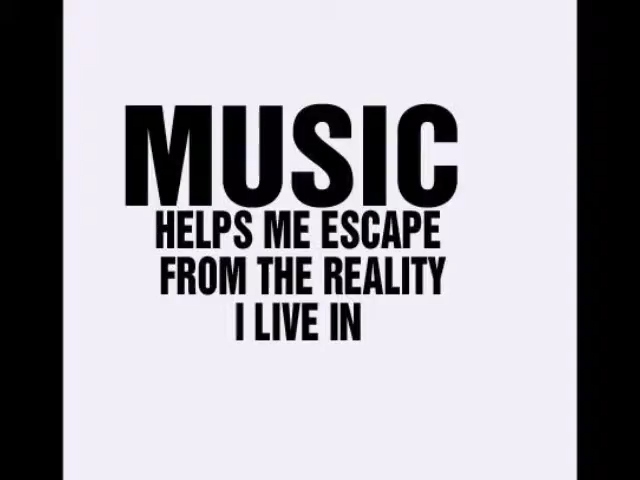 MUSIC
HELPS ME ESCAPE
FROM THE REALITY
I LIVE IN